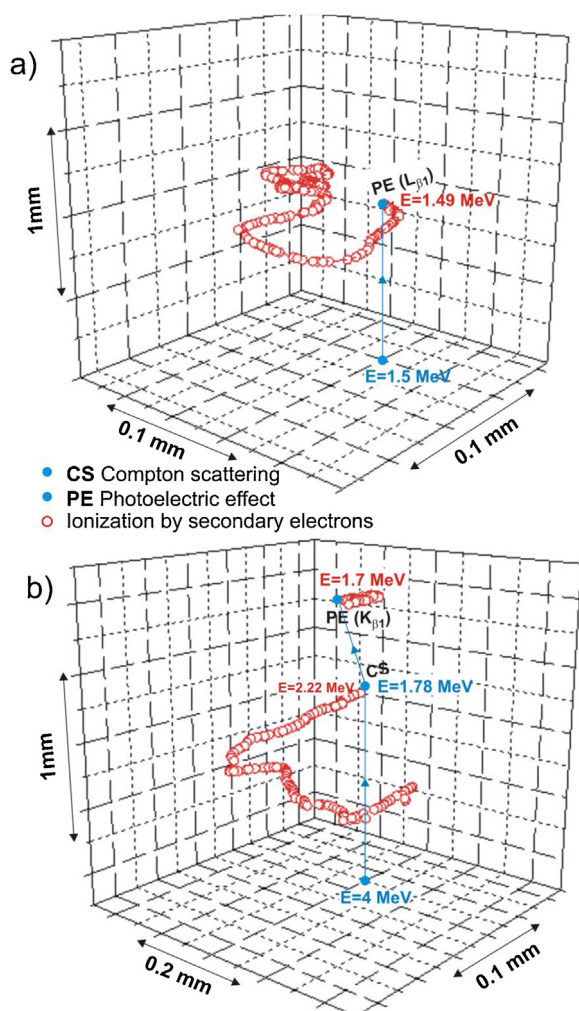 a)
PE (Lβ1)
E=1.49 MeV
1mm
E=1.5 MeV
0.1 mm
0.1 mm
CS Compton scattering
PE Photoelectric effect
Ionization by secondary electrons
b)
E=1.7 MeV
PE (Kβ1)
CS
E=2.22 MeV
E=1.78 MeV
1mm
E=4 MeV
0.2 mm
0.1 mm